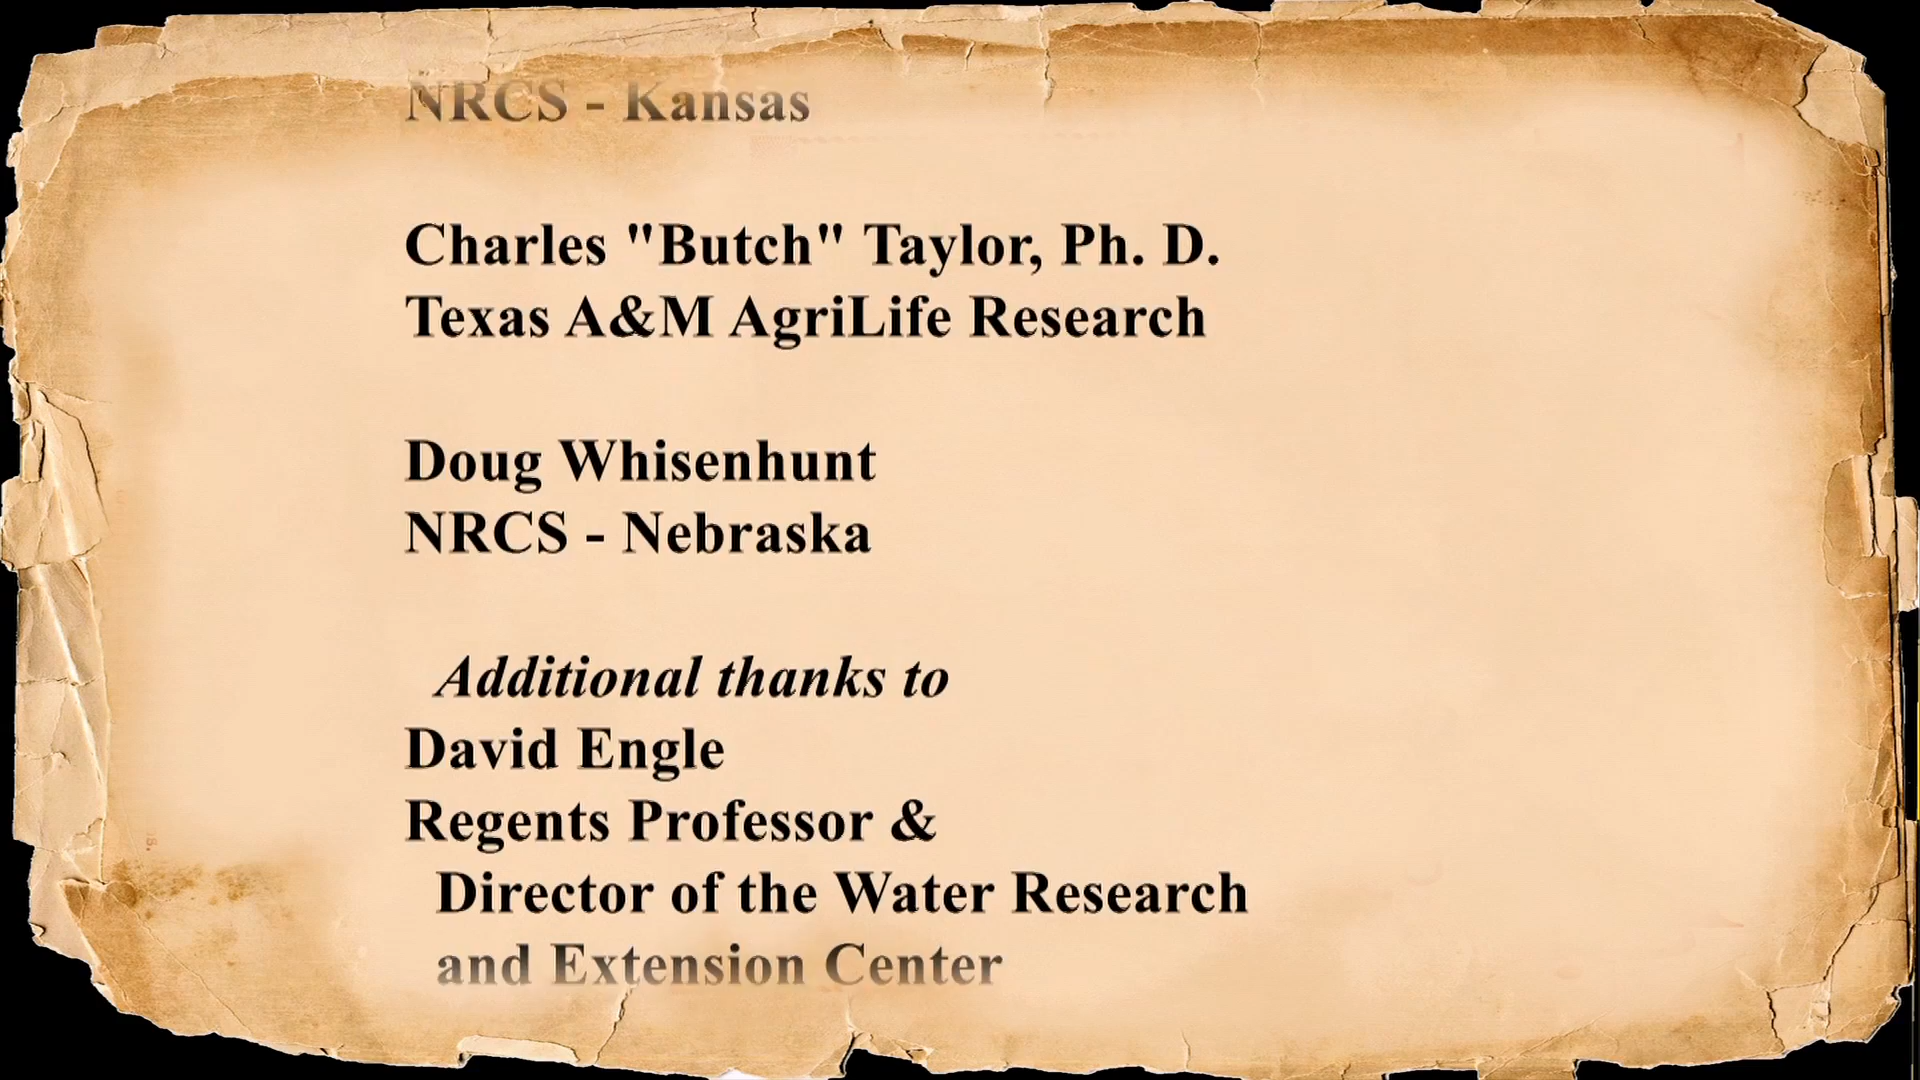 NRCS - Kansas
Charles "Butch" Taylor, Ph. D.
Texas A&M AgriLife Research
Doug Whisenhunt
NRCS - Nebraska
Additional thanks to
David Engle
Regents Professor &
Director of the Water Research
and Extension Center